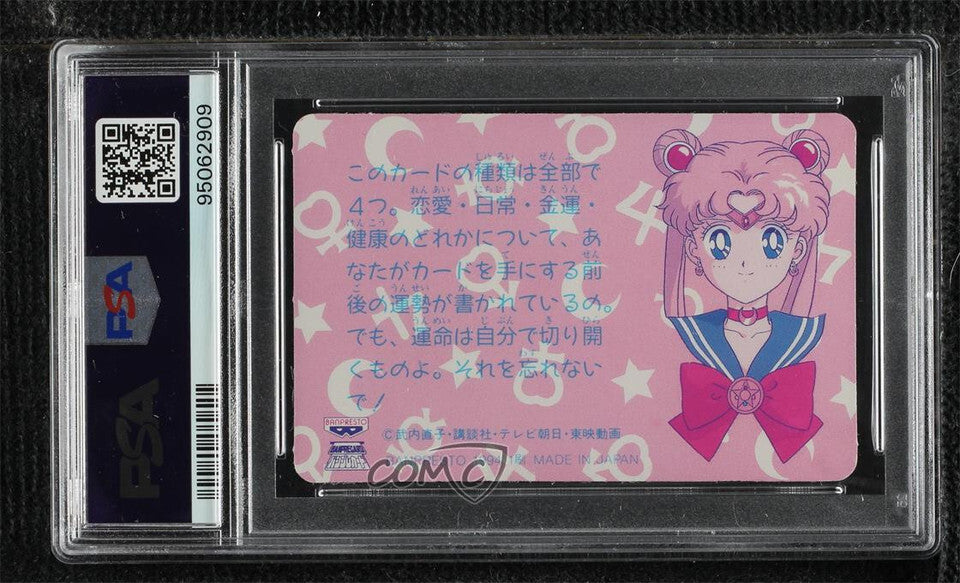 95062909
PSA
PSA
このカードの種類は全部で
4つ。恋愛・日常・金運・
健康のどれかについて、あ
なたがカードを手にする前
後の運勢が書かれているの。
でも、運命は自分で切り開
くものよ。それを忘れない
で!
©武内直子・講談社・テレビ朝日・東映動画
BANPRESTO 1994 1刷 MADE IN JAPAN
BANPRESTO
COMC